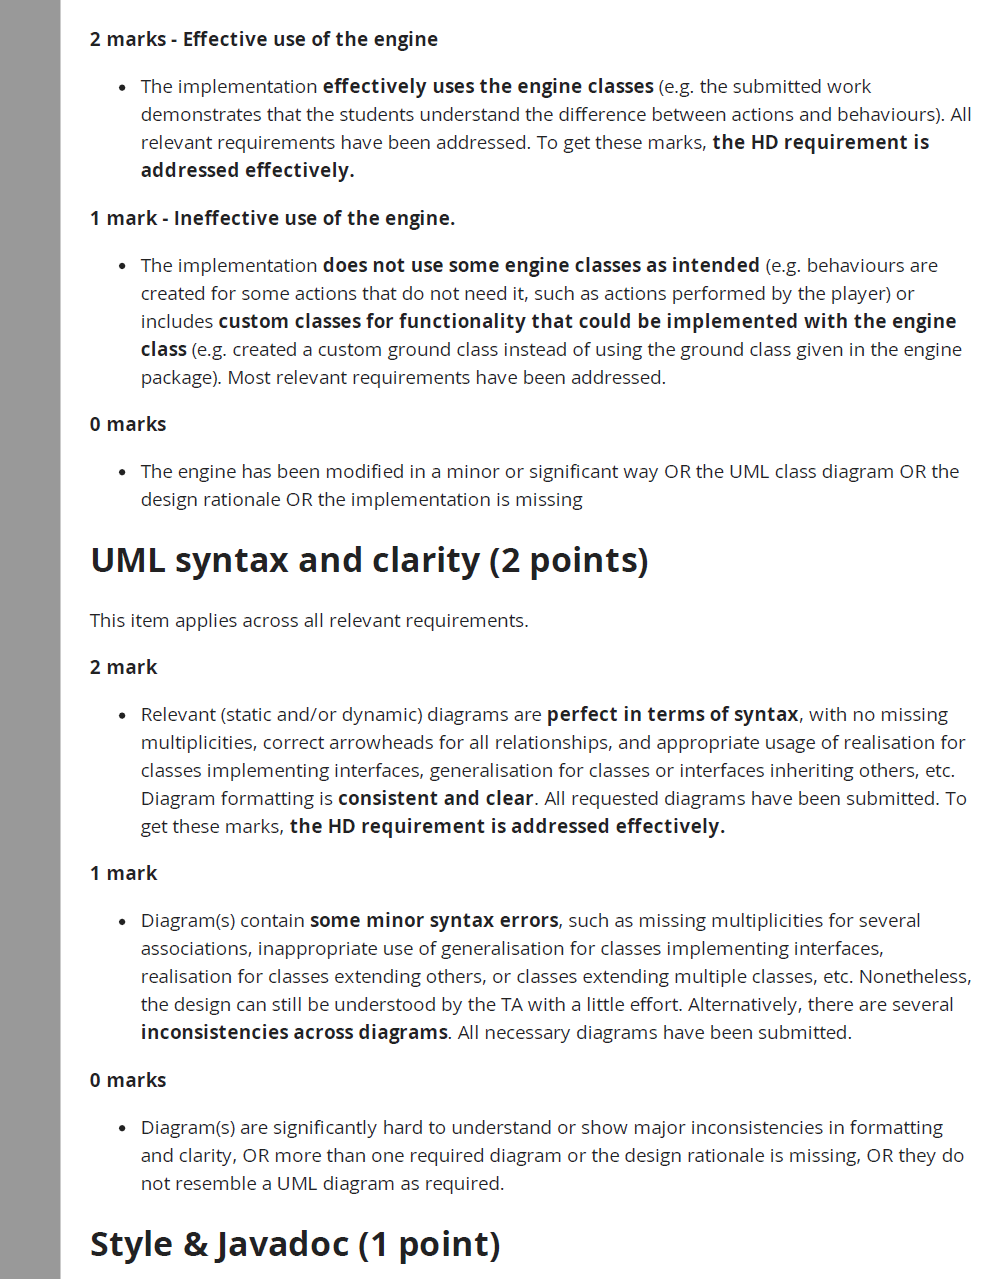 2 marks - Effective use of the engine
• The implementation effectively uses the engine classes (e.g. the submitted work
demonstrates that the students understand the difference between actions and behaviours). All
relevant requirements have been addressed. To get these marks, the HD requirement is
addressed effectively.
1 mark - Ineffective use of the engine.
• The implementation does not use some engine classes as intended (e.g. behaviours are
created for some actions that do not need it, such as actions performed by the player) or
includes custom classes for functionality that could be implemented with the engine
class (e.g. created a custom ground class instead of using the ground class given in the engine
package). Most relevant requirements have been addressed.
0 marks
• The engine has been modified in a minor or significant way OR the UML class diagram OR the
design rationale OR the implementation is missing
UML syntax and clarity (2 points)
This item applies across all relevant requirements.
2 mark
• Relevant (static and/or dynamic) diagrams are perfect in terms of syntax, with no missing
multiplicities, correct arrowheads for all relationships, and appropriate usage of realisation for
classes implementing interfaces, generalisation for classes or interfaces inheriting others, etc.
Diagram formatting is consistent and clear. All requested diagrams have been submitted. To
get these marks, the HD requirement is addressed effectively.
1 mark
• Diagram(s) contain some minor syntax errors, such as missing multiplicities for several
associations, inappropriate use of generalisation for classes implementing interfaces,
realisation for classes extending others, or classes extending multiple classes, etc. Nonetheless,
the design can still be understood by the TA with a little effort. Alternatively, there are several
inconsistencies across diagrams. All necessary diagrams have been submitted.
0 marks
• Diagram(s) are significantly hard to understand or show major inconsistencies in formatting
and clarity, OR more than one required diagram or the design rationale is missing, OR they do
not resemble a UML diagram as required.
Style & Javadoc (1 point)